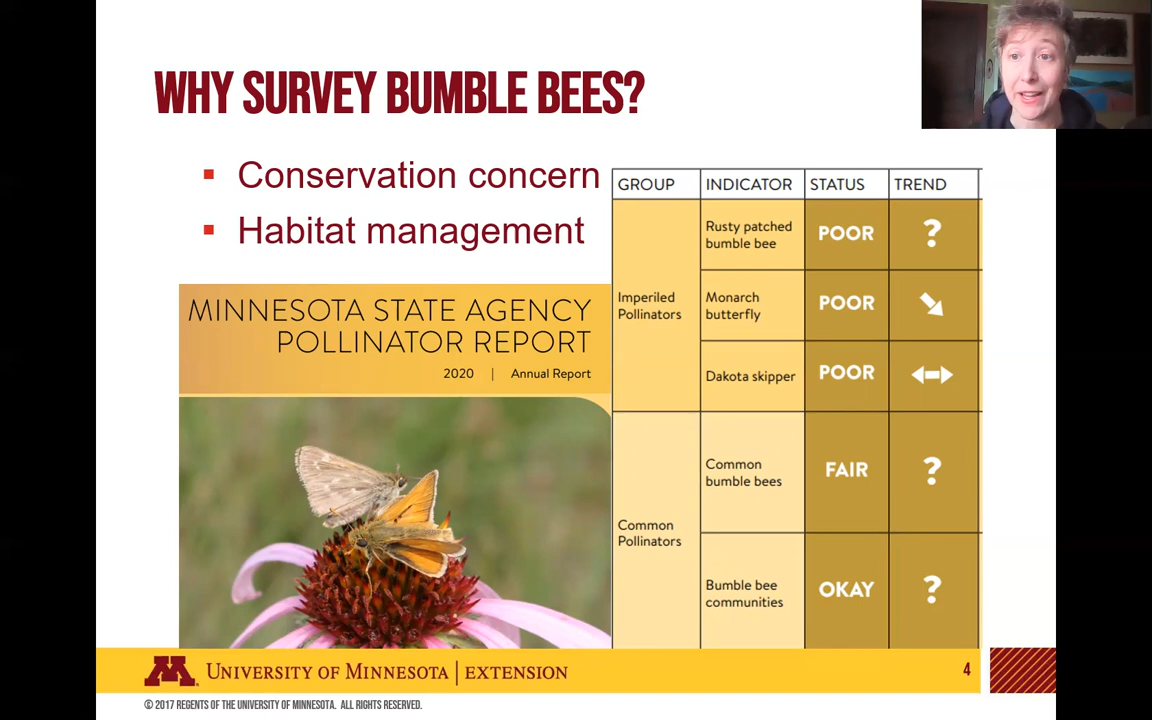 WHY SURVEY BUMBLE BEES?
Conservation concern
Habitat management
MINNESOTA STATE AGENCY
POLLINATOR REPORT
2020 | Annual Report
GROUP INDICATOR STATUS TREND
Imperiled
Pollinators
Rusty patched
bumble bee
POOR
?
Monarch
butterfly
POOR
Dakota skipper
POOR
Common
Pollinators
Common
bumble bees
FAIR
?
Bumble bee
communities
OKAY
?
M UNIVERSITY OF MINNESOTA | EXTENSION
4
© 2017 REGENTS OF THE UNIVERSITY OF MINNESOTA. ALL RIGHTS RESERVED.